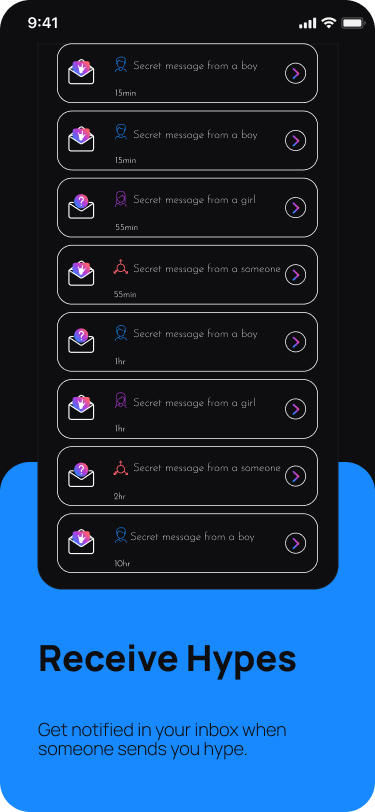 9:41
Secret message from a boy
15min
Secret message from a boy
15min
?
Secret message from a girl
55min
Secret message from a someone
55min
?
Secret message from a boy
1hr
Secret message from a girl
1hr
?
Secret message from a someone
2hr
Secret message from a boy
10hr
Receive Hypes
Get notified in your inbox when
someone sends you hype.